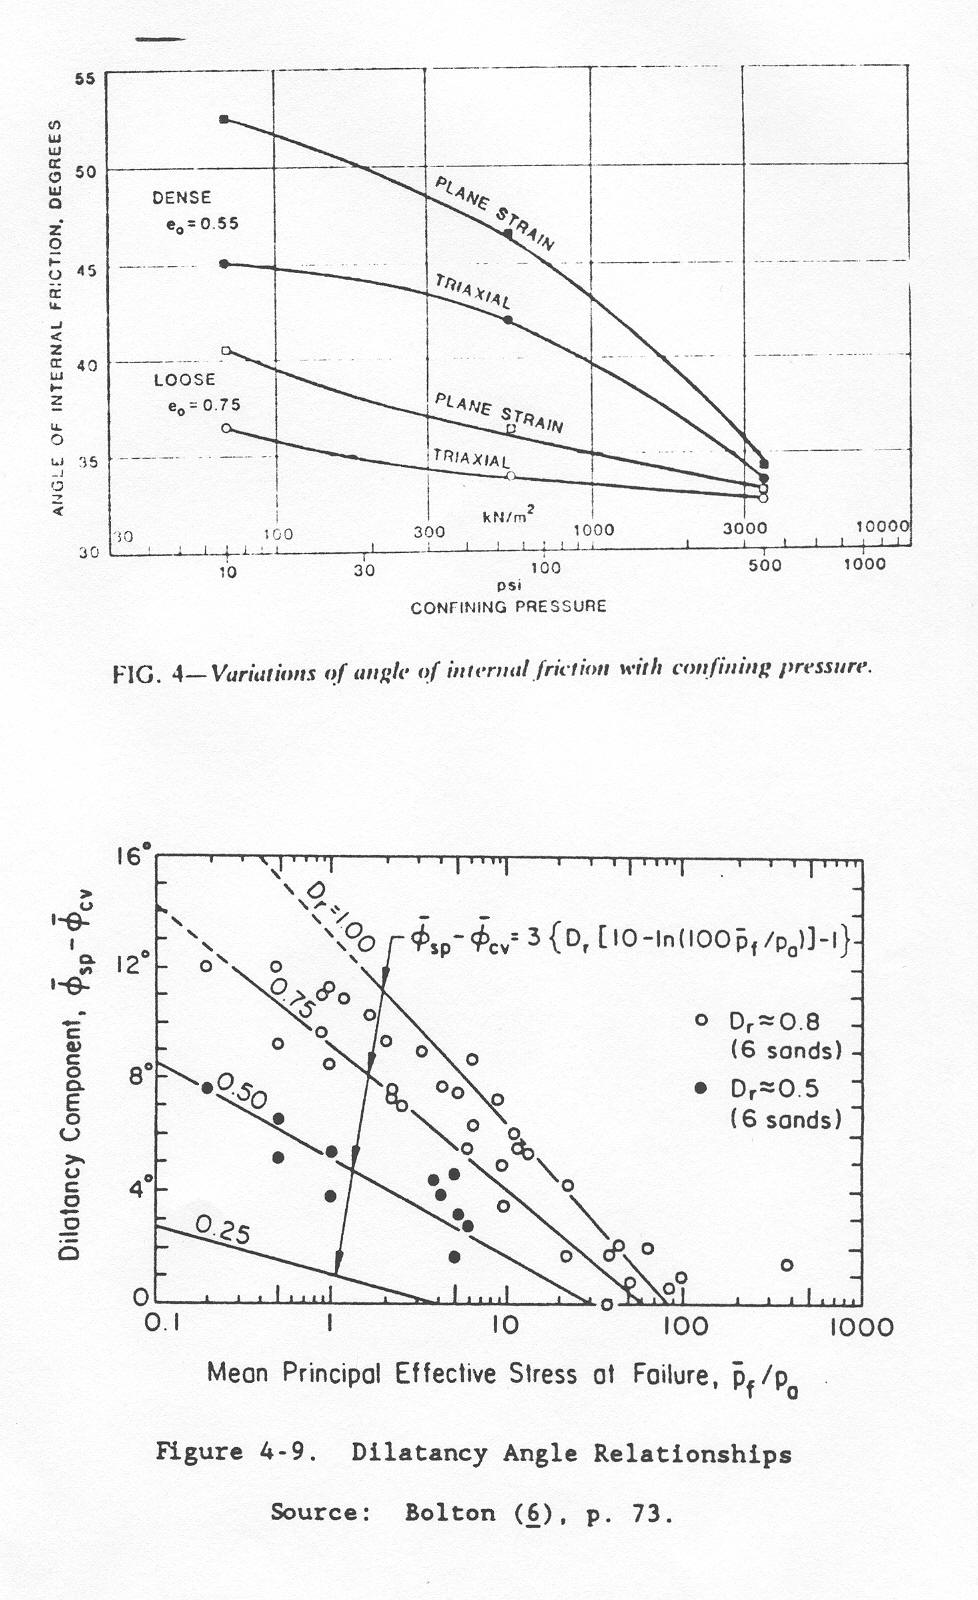 55
50
45
40
35
30
ANGLE OF INTERNAL FRICTION, DEGREES
DENSE
e₀ = 0.55
LOOSE
e₀ = 0.75
PLANE STRAIN
TRIAXIAL
PLANE STRAIN
TRIAXIAL
kN/m²
30 100 300 1000 3000 10000
10 30 100 500 1000
psi
CONFINING PRESSURE
FIG. 4—Variations of angle of internal friction with confining pressure.
16°
12°
8°
4°
0
Dilatancy Component, φ̄sp - φ̄cv
Dr = 1.00
0.75
0.50
0.25
φ̄sp - φ̄cv = 3 {Dr [10 - ln(100 p̄f /pa)] - 1}
Dr ≈ 0.8
(6 sands)
Dr ≈ 0.5
(6 sands)
0.1 1 10 100 1000
Mean Principal Effective Stress at Failure, p̄f /pa
Figure 4-9. Dilatancy Angle Relationships
Source: Bolton (6), p. 73.